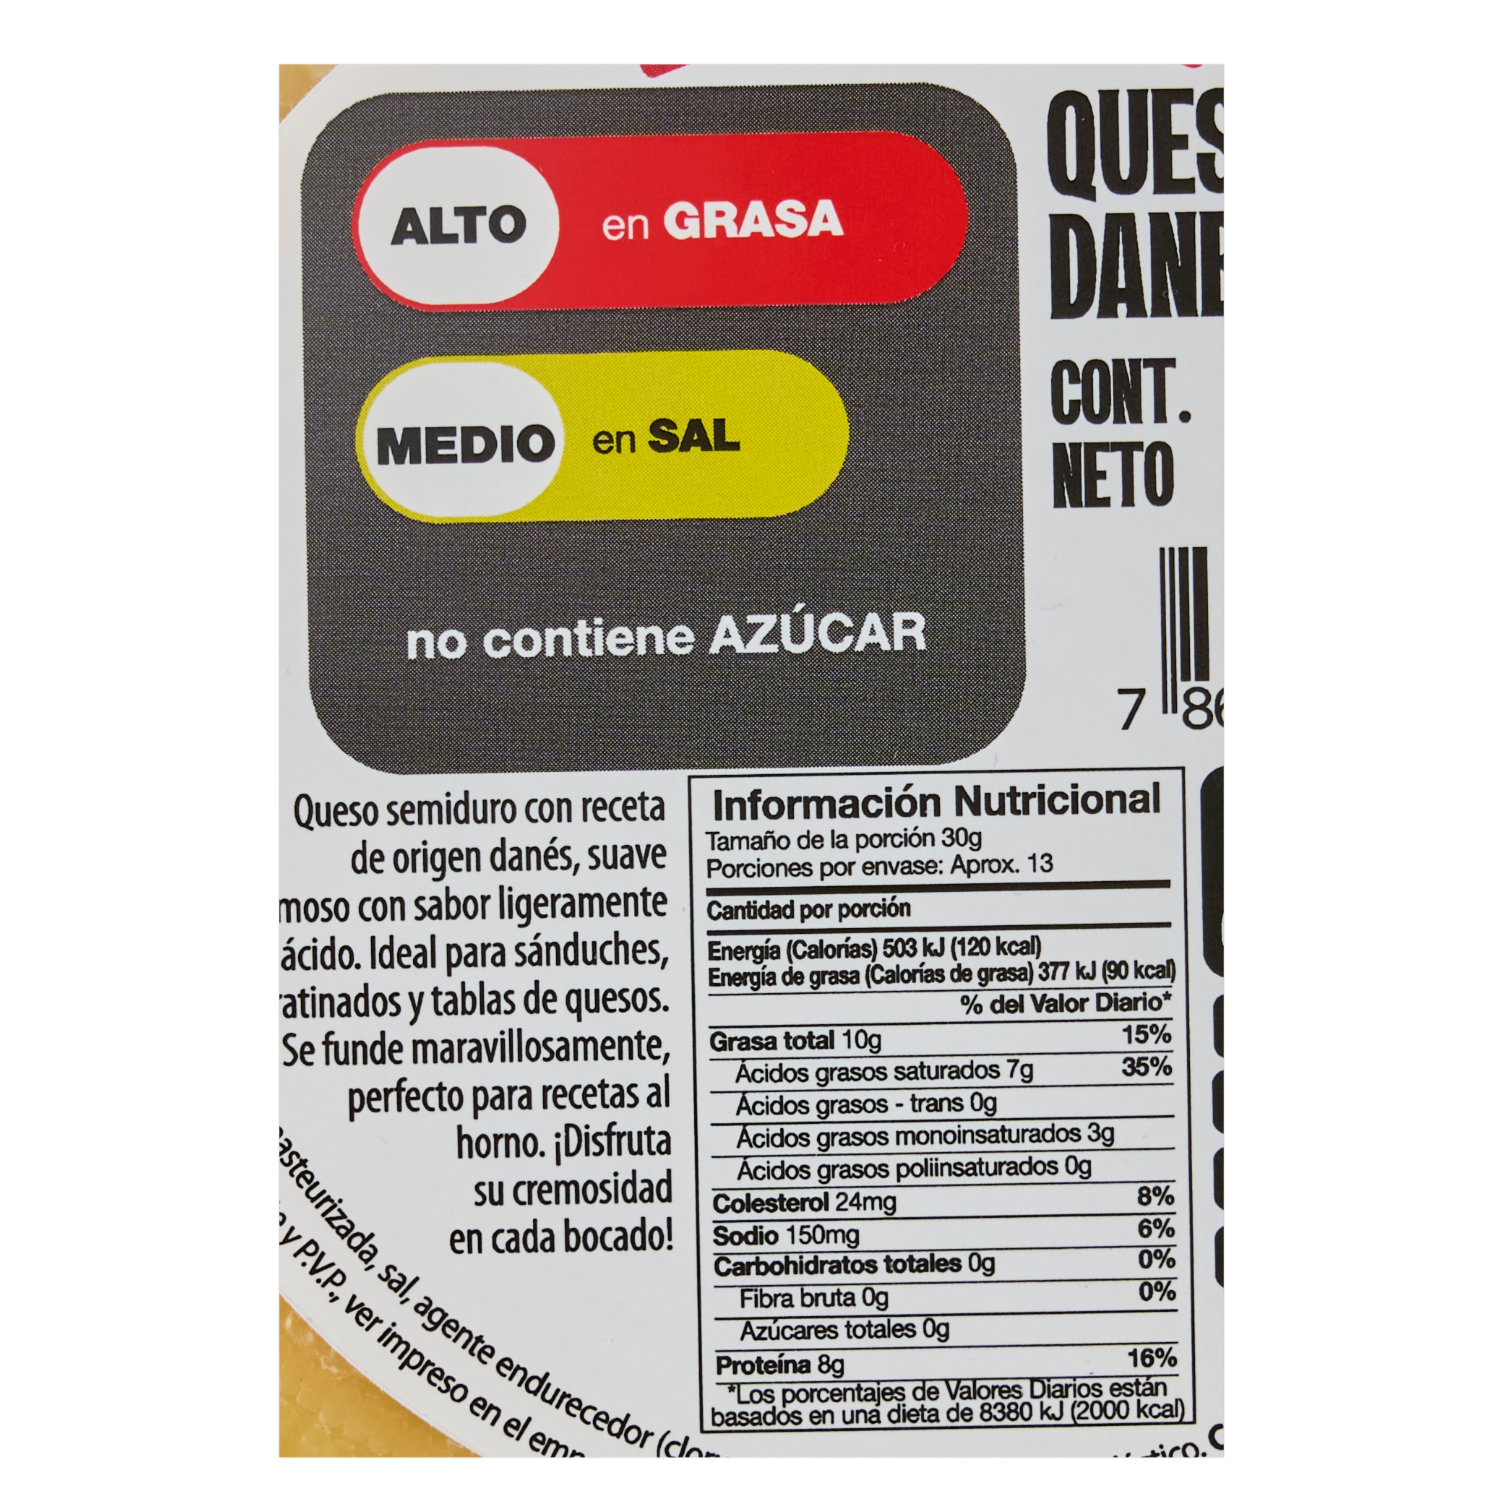 ALTO en GRASA
MEDIO en SAL
no contiene AZÚCAR
CONT.
NETO
7
Queso semiduro con receta
de origen danés, suave
con sabor ligeramente
ácido. Ideal para sánduches,
y tablas de quesos.
Se funde maravillosamente,
perfecto para recetas al
horno. ¡Disfruta
su cremosidad
en cada bocado!
Información Nutricional
Tamaño de la porción 30g
Porciones por envase: Aprox. 13
Cantidad por porción
Energía (Calorías) 503 kJ (120 kcal)
Energía de grasa (Calorías de grasa) 377 kJ (90 kcal)
% del Valor Diario*
Grasa total 10g 15%
Ácidos grasos saturados 7g 35%
Ácidos grasos - trans 0g
Ácidos grasos monoinsaturados 3g
Ácidos grasos poliinsaturados 0g
Colesterol 24mg 8%
Sodio 150mg 6%
Carbohidratos totales 0g 0%
Fibra bruta 0g 0%
Azúcares totales 0g
Proteína 8g 16%
*Los porcentajes de Valores Diarios están
basados en una dieta de 8380 kJ (2000 kcal)
sal, agente endurecedor
y P.V.P., ver impreso en el